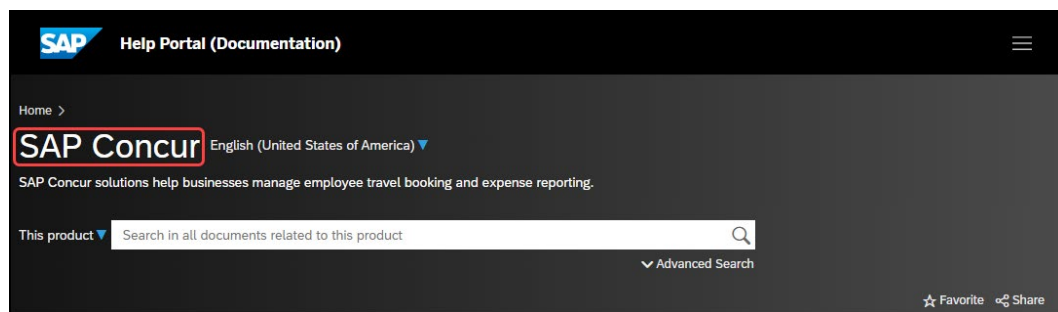 SAP Help Portal (Documentation)
Home >
SAP Concur English (United States of America)
SAP Concur solutions help businesses manage employee travel booking and expense reporting.
This product Search in all documents related to this product
Advanced Search
Favorite Share